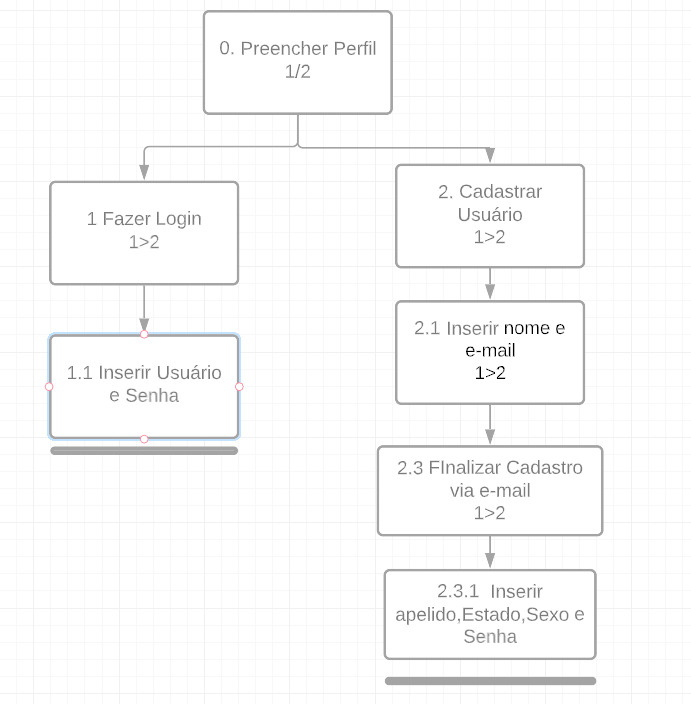 0. Preencher Perfil
1/2
1 Fazer Login
1>2
2. Cadastrar
Usuário
1>2
2.1 Inserir nome e
e-mail
1>2
1.1 Inserir Usuário
e Senha
2.3 FInalizar Cadastro
via e-mail
1>2
2.3.1 Inserir
apelido,Estado,Sexo e
Senha